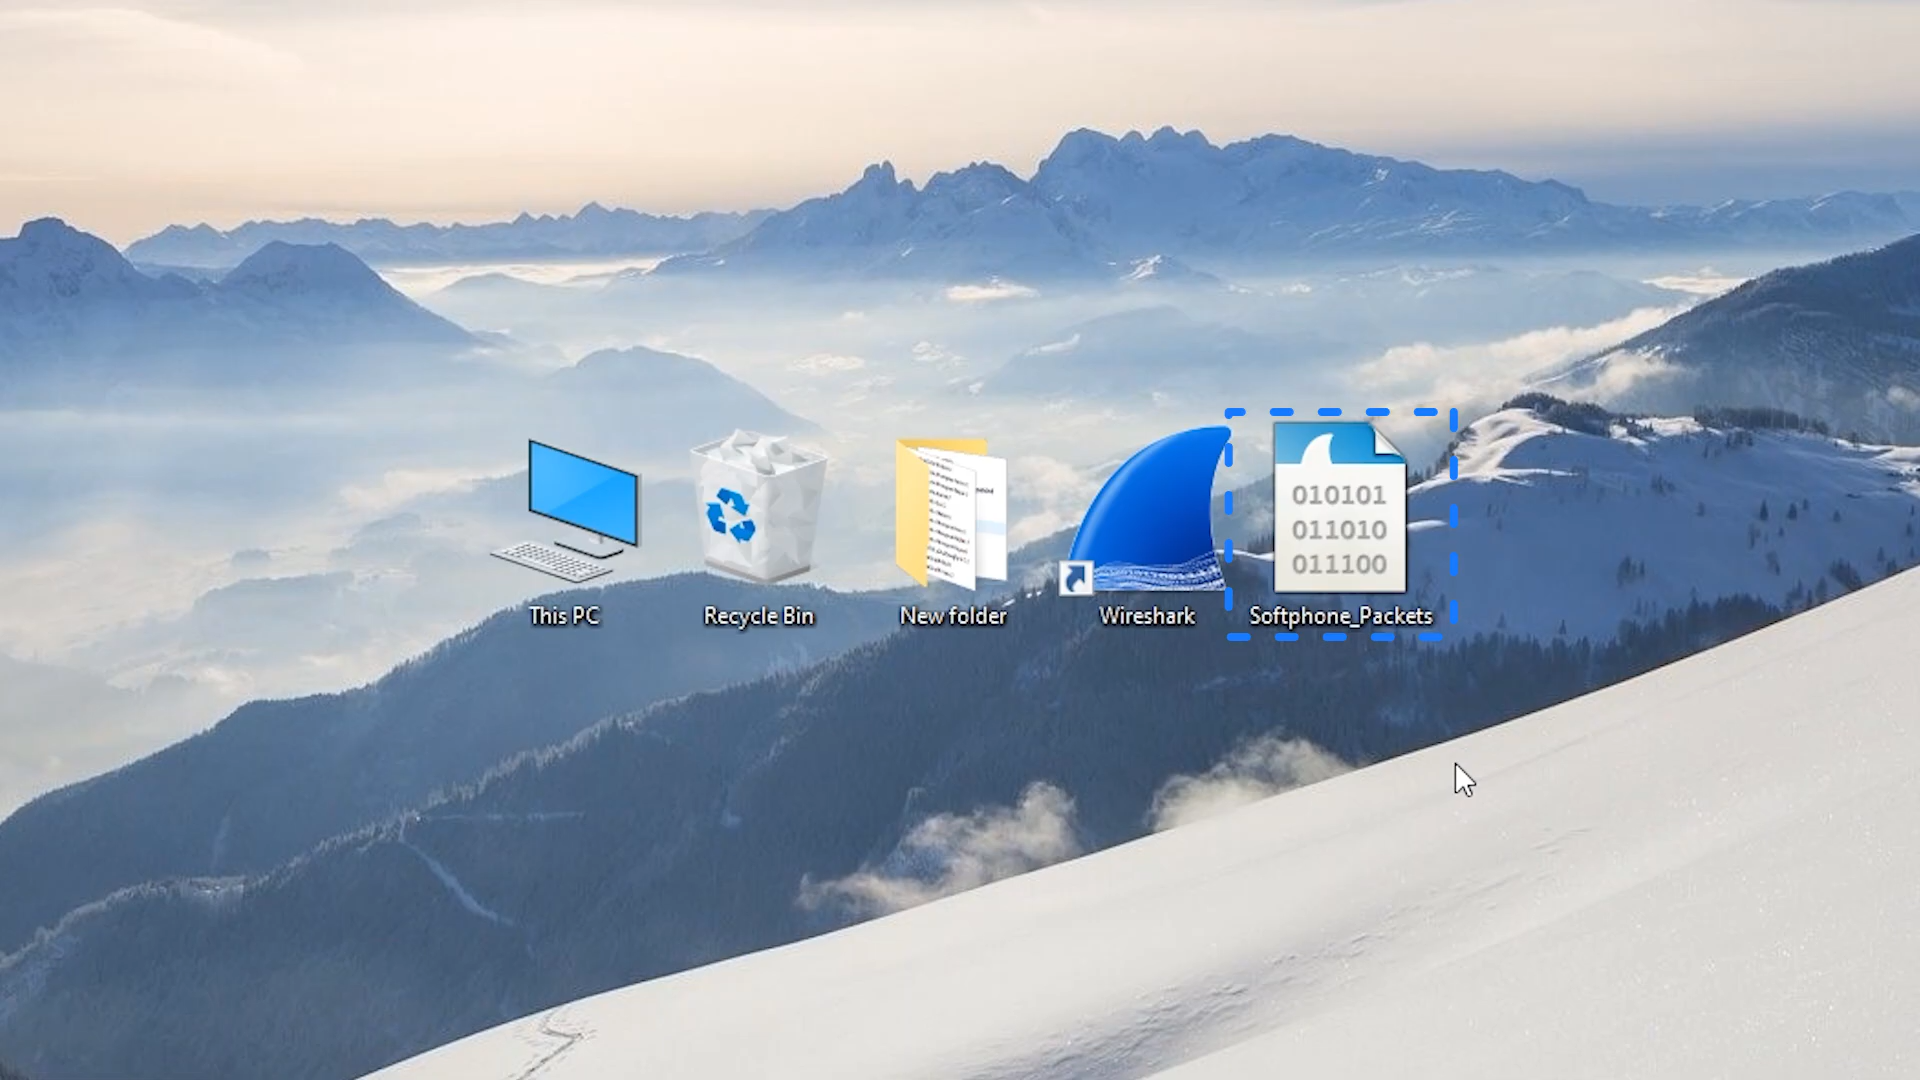 010101
011010
011100
This PC
Recycle Bin
New folder
Wireshark
Softphone_Packets